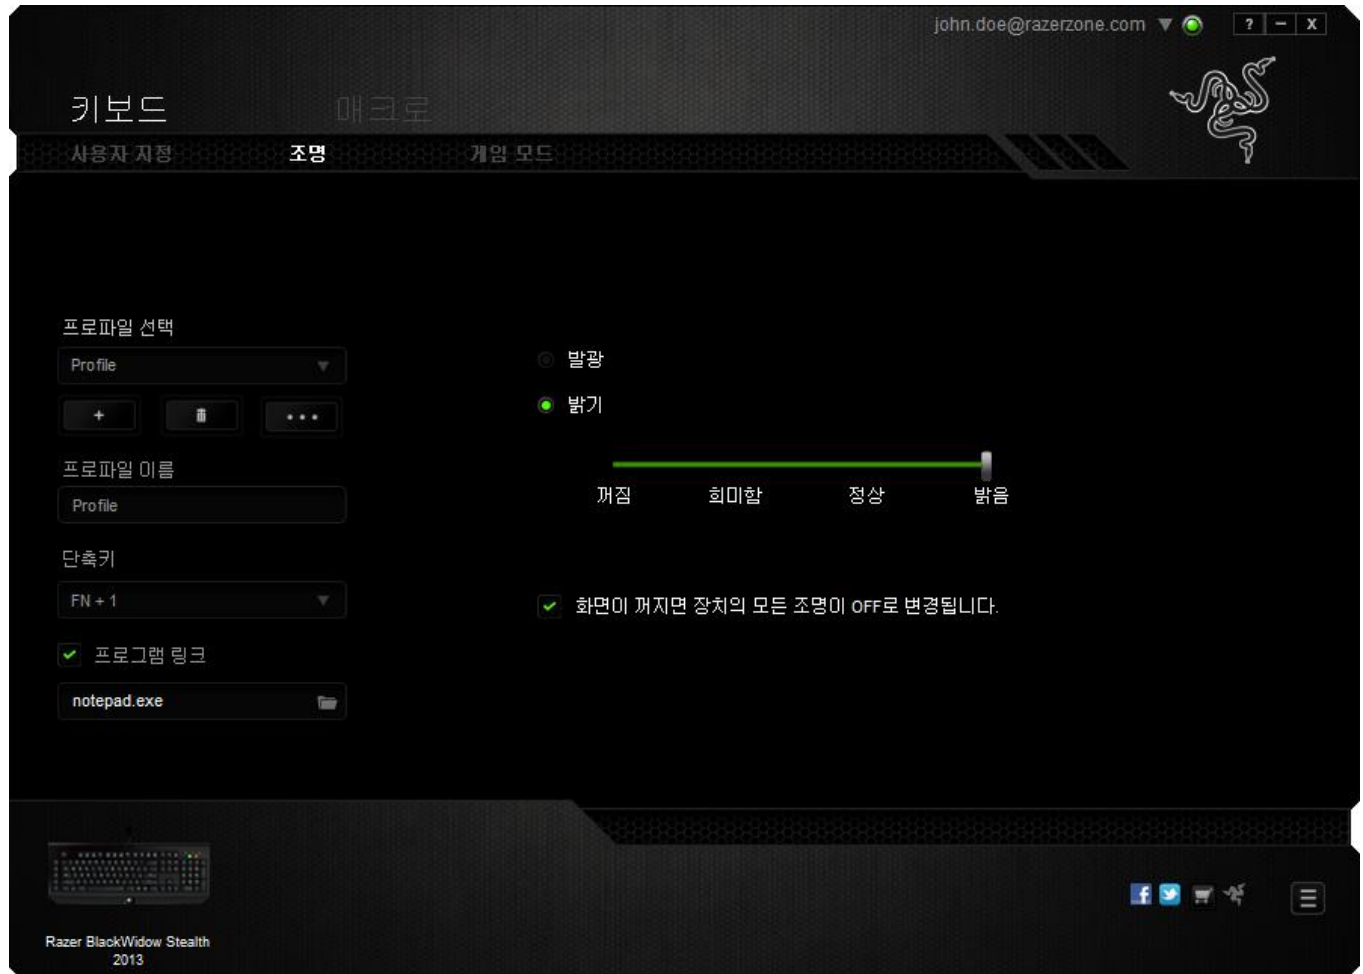 john.doe@razerzone.com
? – X
키보드 매크로
사용자 지정 조명 게임 모드
프로파일 선택
Profile
프로파일 이름
Profile
단축키
FN + 1
프로그램 링크
notepad.exe
발광
밝기
꺼짐 희미함 정상 밝음
화면이 꺼지면 장치의 모든 조명이 OFF로 변경됩니다.
Razer BlackWidow Stealth
2013